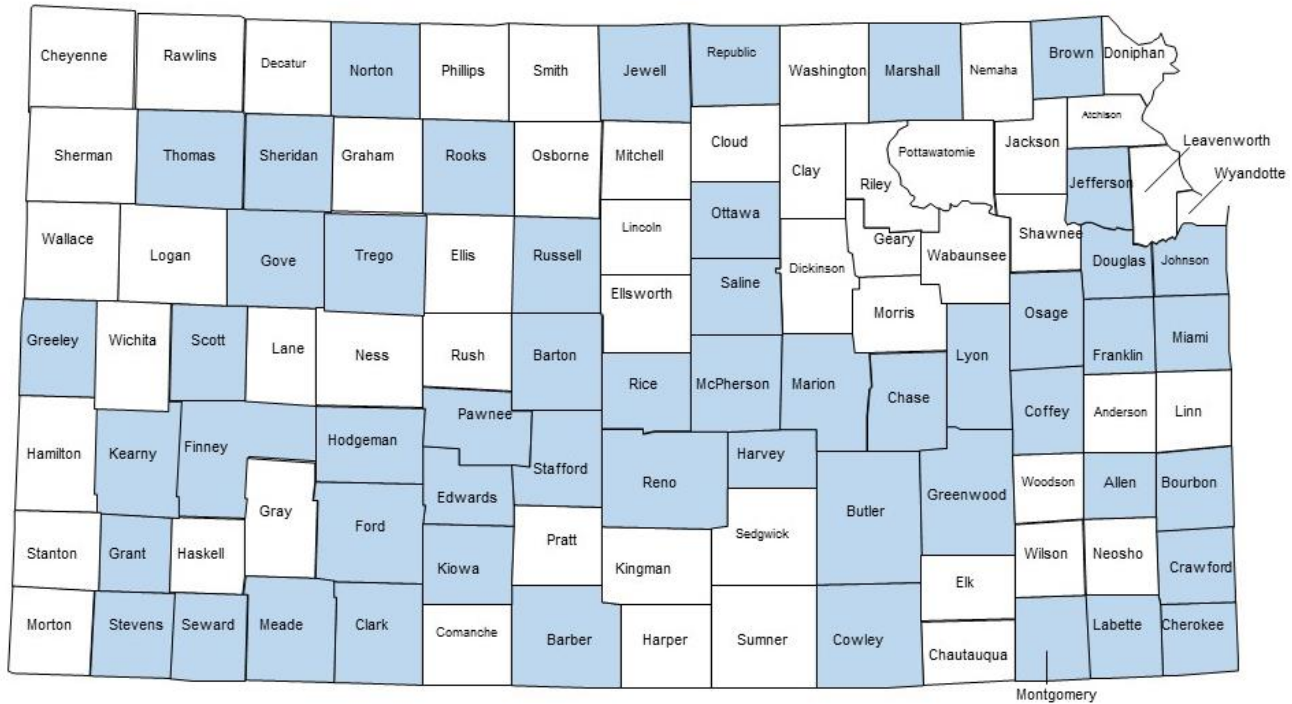 Cheyenne
Rawlins
Decatur
Norton
Phillips
Smith
Jewell
Republic
Washington
Marshall
Nemaha
Brown
Doniphan
Sherman
Thomas
Sheridan
Graham
Rooks
Osborne
Mitchell
Cloud
Clay
Riley
Pottawatomie
Jackson
Atchison
Leavenworth
Wyandotte
Jefferson
Wallace
Logan
Gove
Trego
Ellis
Russell
Lincoln
Ottawa
Geary
Wabaunsee
Shawnee
Douglas
Johnson
Ellsworth
Saline
Dickinson
Morris
Greeley
Wichita
Scott
Lane
Ness
Rush
Barton
Rice
McPherson
Marion
Chase
Lyon
Osage
Franklin
Miami
Hamilton
Kearny
Finney
Hodgeman
Pawnee
Stafford
Reno
Harvey
Coffey
Anderson
Linn
Gray
Ford
Edwards
Sedgwick
Butler
Greenwood
Woodson
Allen
Bourbon
Stanton
Grant
Haskell
Kiowa
Pratt
Kingman
Elk
Wilson
Neosho
Crawford
Morton
Stevens
Seward
Meade
Clark
Comanche
Barber
Harper
Sumner
Cowley
Chautauqua
Labette
Cherokee
Montgomery